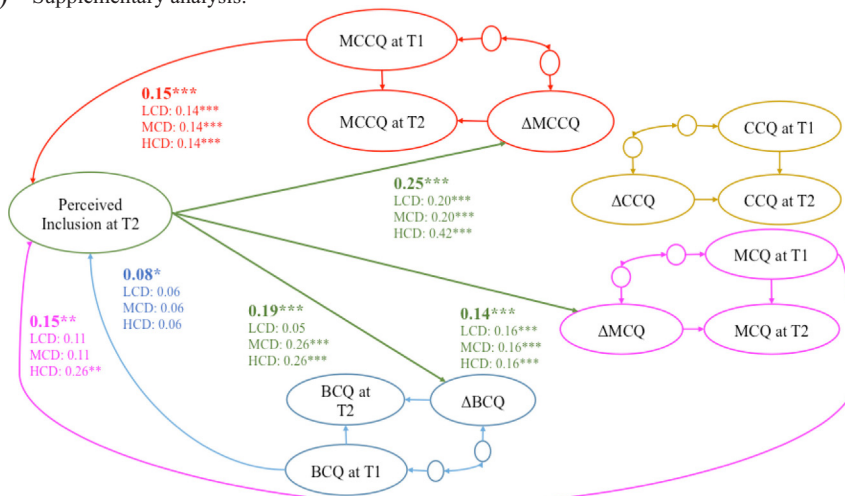 ) Supplementary analysis.
MCCQ at T1
0.15***
LCD: 0.14***
MCD: 0.14***
HCD: 0.14***
MCCQ at T2
ΔMCCQ
CCQ at T1
ΔCCQ
CCQ at T2
Perceived
Inclusion at T2
0.25***
LCD: 0.20***
MCD: 0.20***
HCD: 0.42***
MCQ at T1
ΔMCQ
MCQ at T2
0.08*
LCD: 0.06
MCD: 0.06
HCD: 0.06
0.19***
LCD: 0.05
MCD: 0.26***
HCD: 0.26***
0.14***
LCD: 0.16***
MCD: 0.16***
HCD: 0.16***
0.15**
LCD: 0.11
MCD: 0.11
HCD: 0.26**
BCQ at
T2
ΔBCQ
BCQ at T1